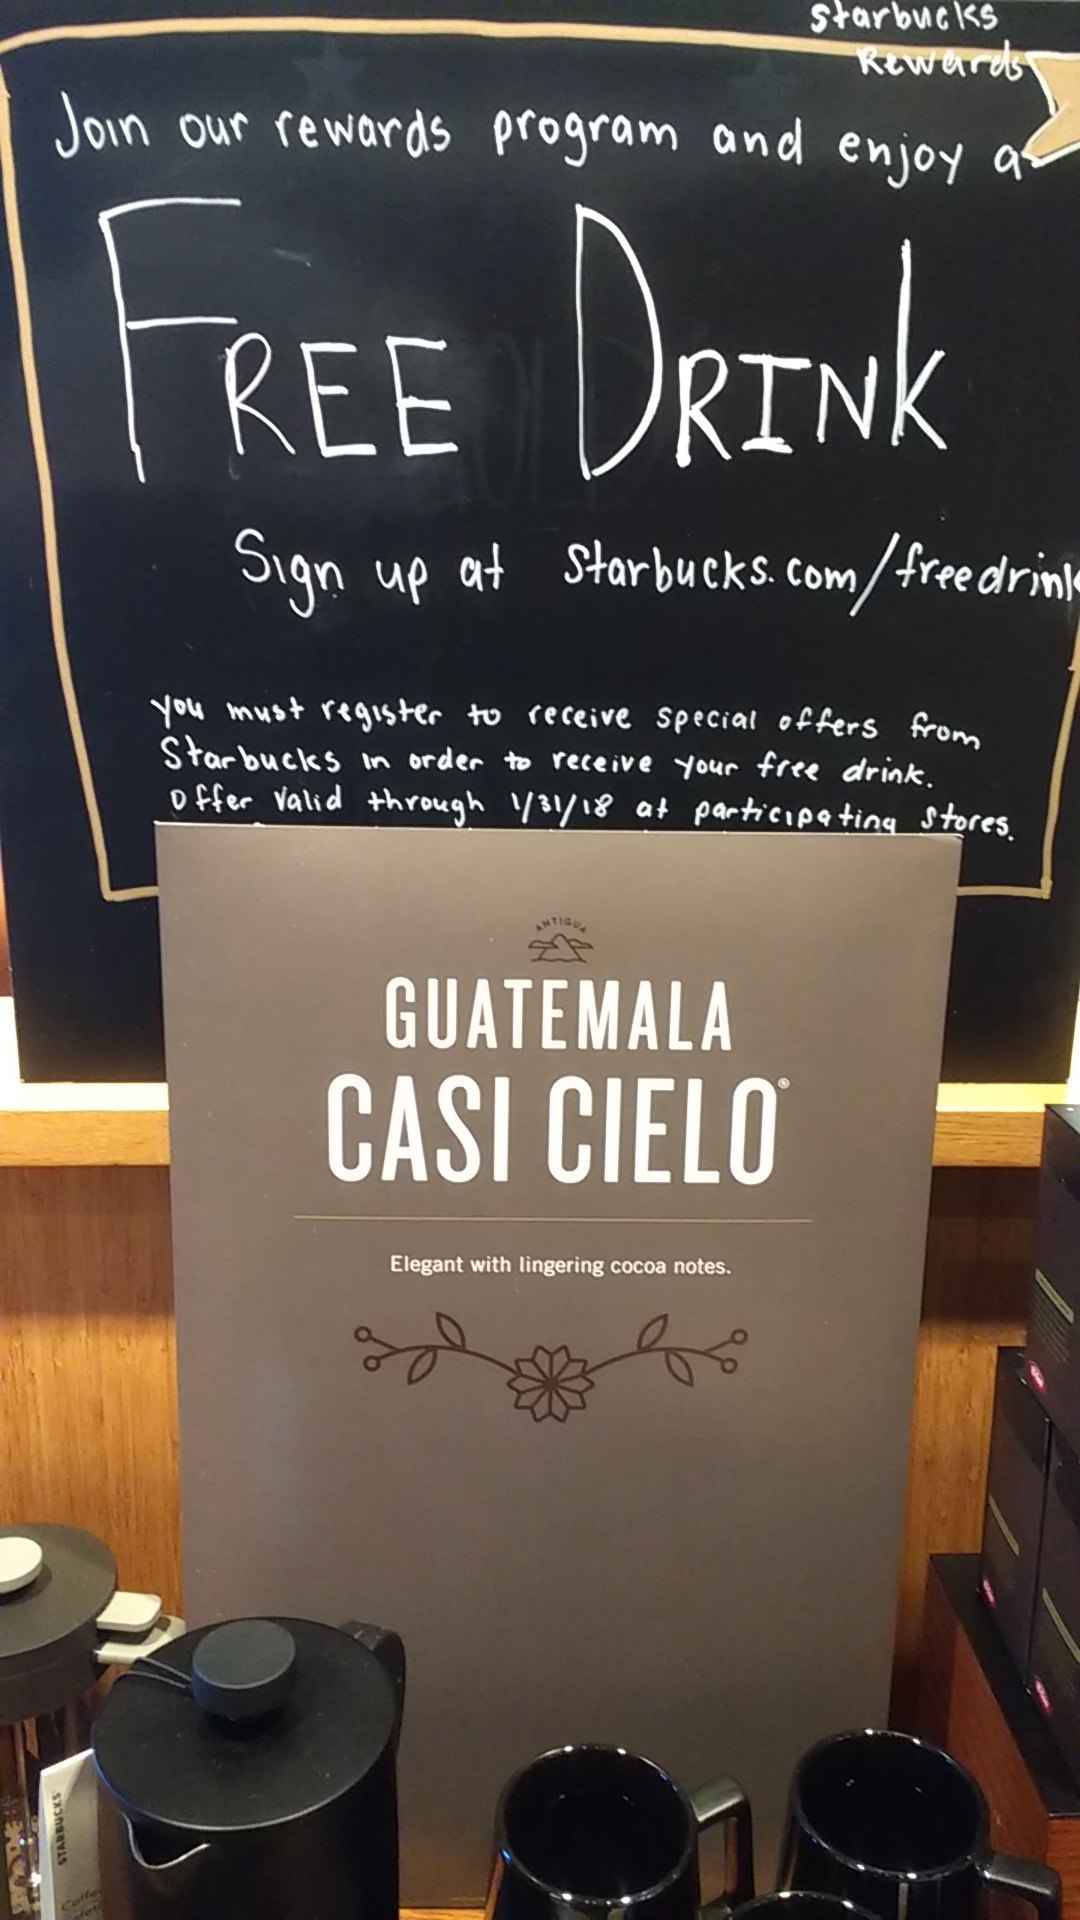 Starbucks
Rewards
Join our rewards program and enjoy a
FREE DRINK
Sign up at Starbucks.com/freedrink
you must register to receive special offers from
Starbucks in order to receive your free drink.
Offer valid through 1/31/18 at participating stores.
ANTIGUA
GUATEMALA
CASI CIELO®
Elegant with lingering cocoa notes.
STARBUCKS